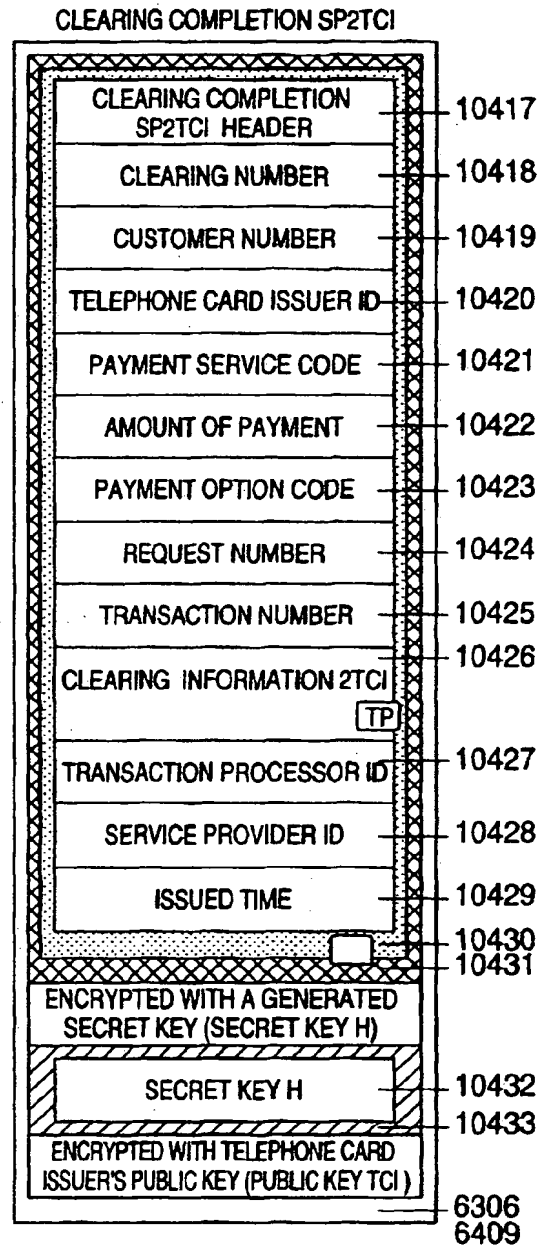 CLEARING COMPLETION SP2TCI
CLEARING COMPLETION
SP2TCI HEADER
10417
CLEARING NUMBER
10418
CUSTOMER NUMBER
10419
TELEPHONE CARD ISSUER ID
10420
PAYMENT SERVICE CODE
10421
AMOUNT OF PAYMENT
10422
PAYMENT OPTION CODE
10423
REQUEST NUMBER
10424
TRANSACTION NUMBER
10425
10426
CLEARING INFORMATION 2TCI
TP
10427
TRANSACTION PROCESSOR ID
SERVICE PROVIDER ID
10428
ISSUED TIME
10429
10430
10431
ENCRYPTED WITH A GENERATED
SECRET KEY (SECRET KEY H)
SECRET KEY H
10432
10433
ENCRYPTED WITH TELEPHONE CARD
ISSUER'S PUBLIC KEY (PUBLIC KEY TCI )
6306
6409